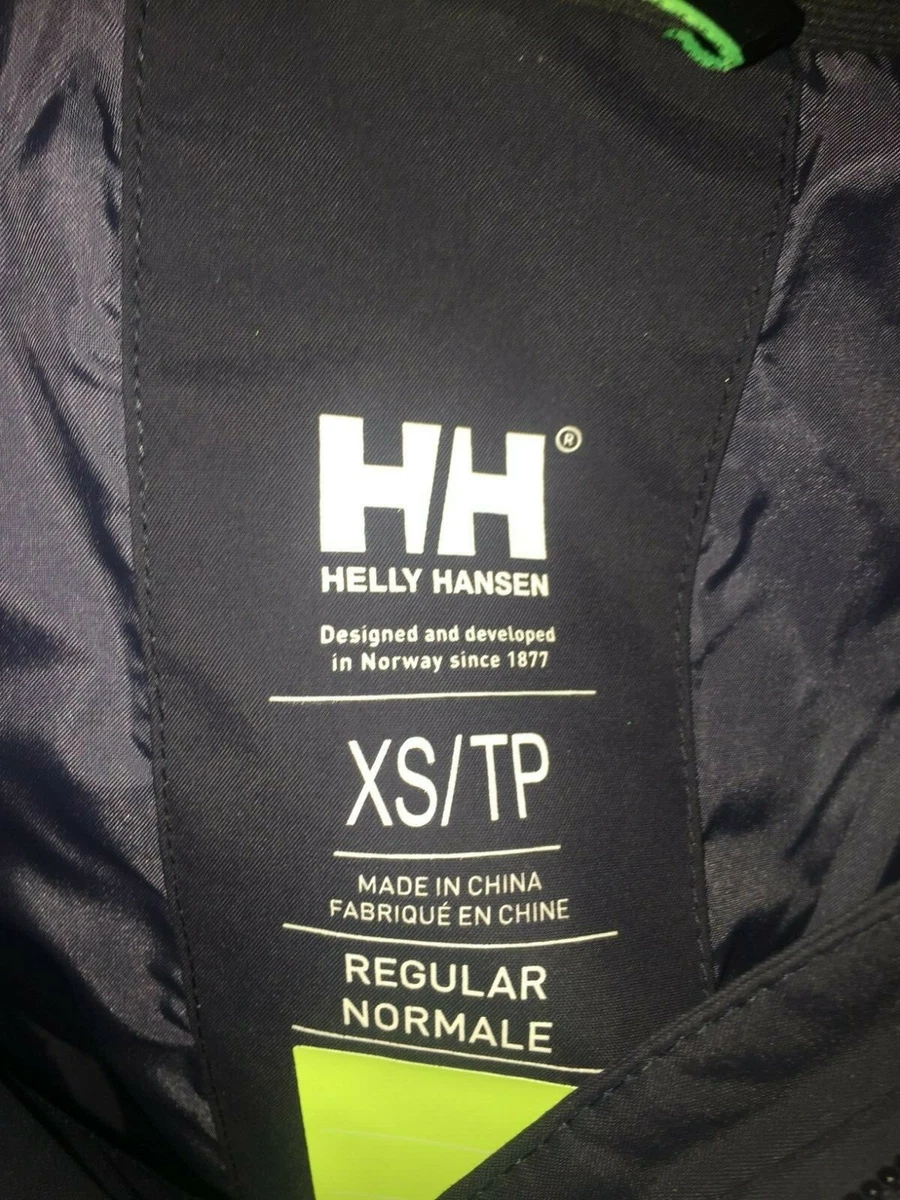 HH®
HELLY HANSEN
Designed and developed
in Norway since 1877
XS/TP
MADE IN CHINA
FABRIQUÉ EN CHINE
REGULAR
NORMALE